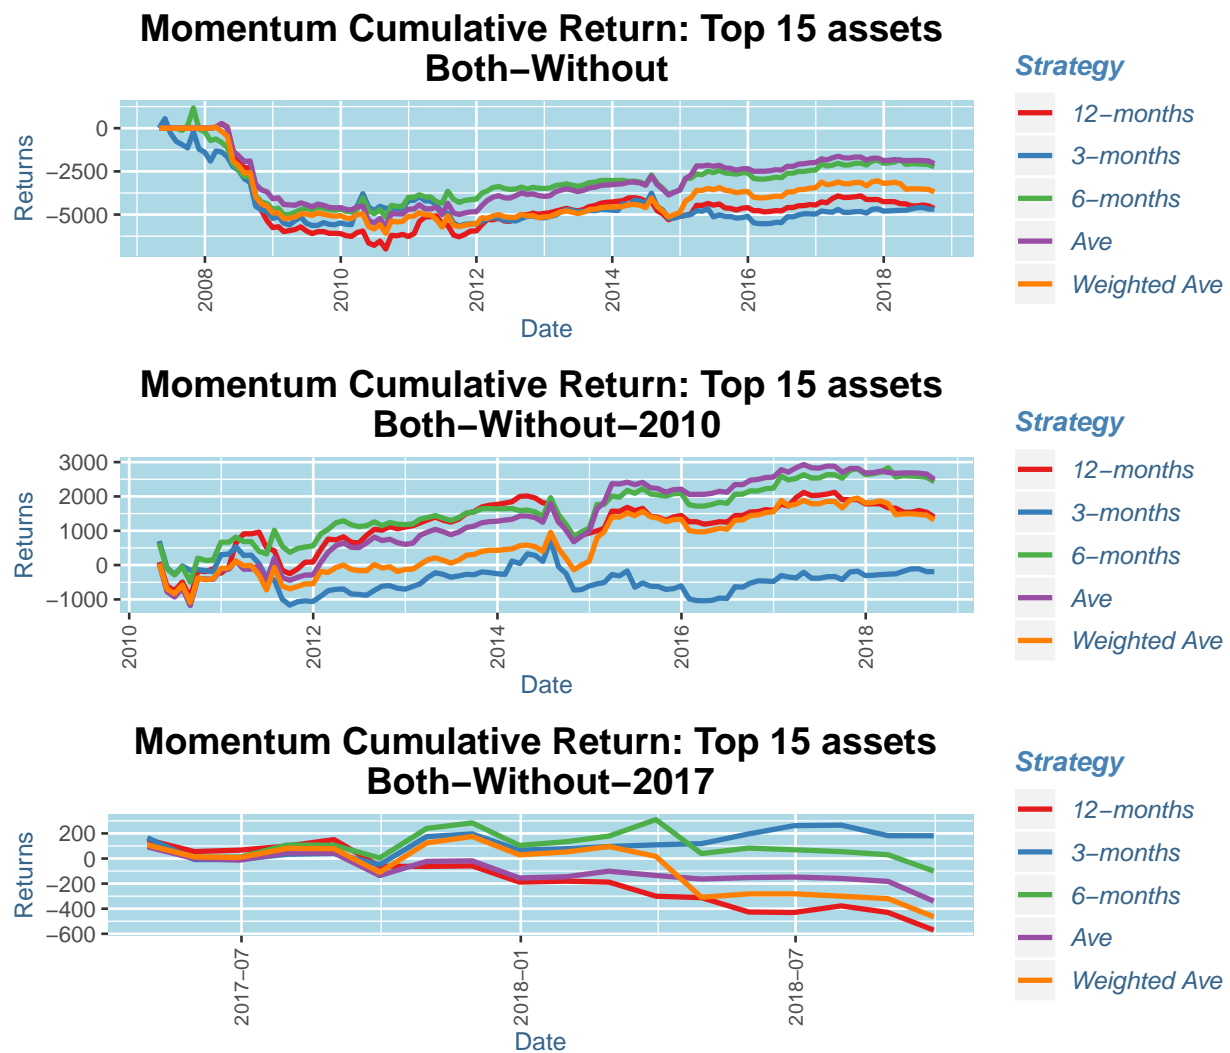 Momentum Cumulative Return: Top 15 assets
Both−Without
Strategy
12−months
3−months
6−months
Ave
Weighted Ave
Returns
0
−2500
−5000
2008
2010
2012
2014
2016
2018
Date
Momentum Cumulative Return: Top 15 assets
Both−Without−2010
Strategy
12−months
3−months
6−months
Ave
Weighted Ave
Returns
3000
2000
1000
0
−1000
2010
2012
2014
2016
2018
Date
Momentum Cumulative Return: Top 15 assets
Both−Without−2017
Strategy
12−months
3−months
6−months
Ave
Weighted Ave
Returns
200
0
−200
−400
−600
2017−07
2018−01
2018−07
Date